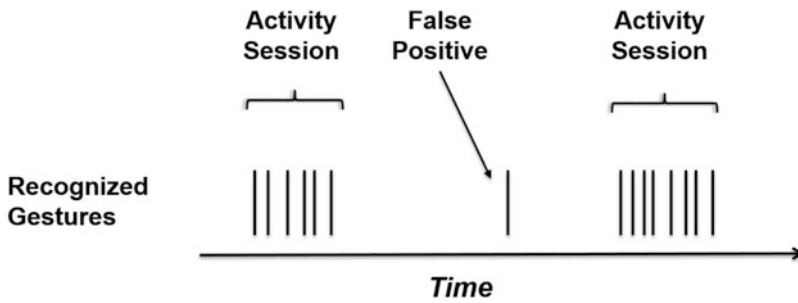 Activity
Session
False
Positive
Activity
Session
Recognized
Gestures
Time